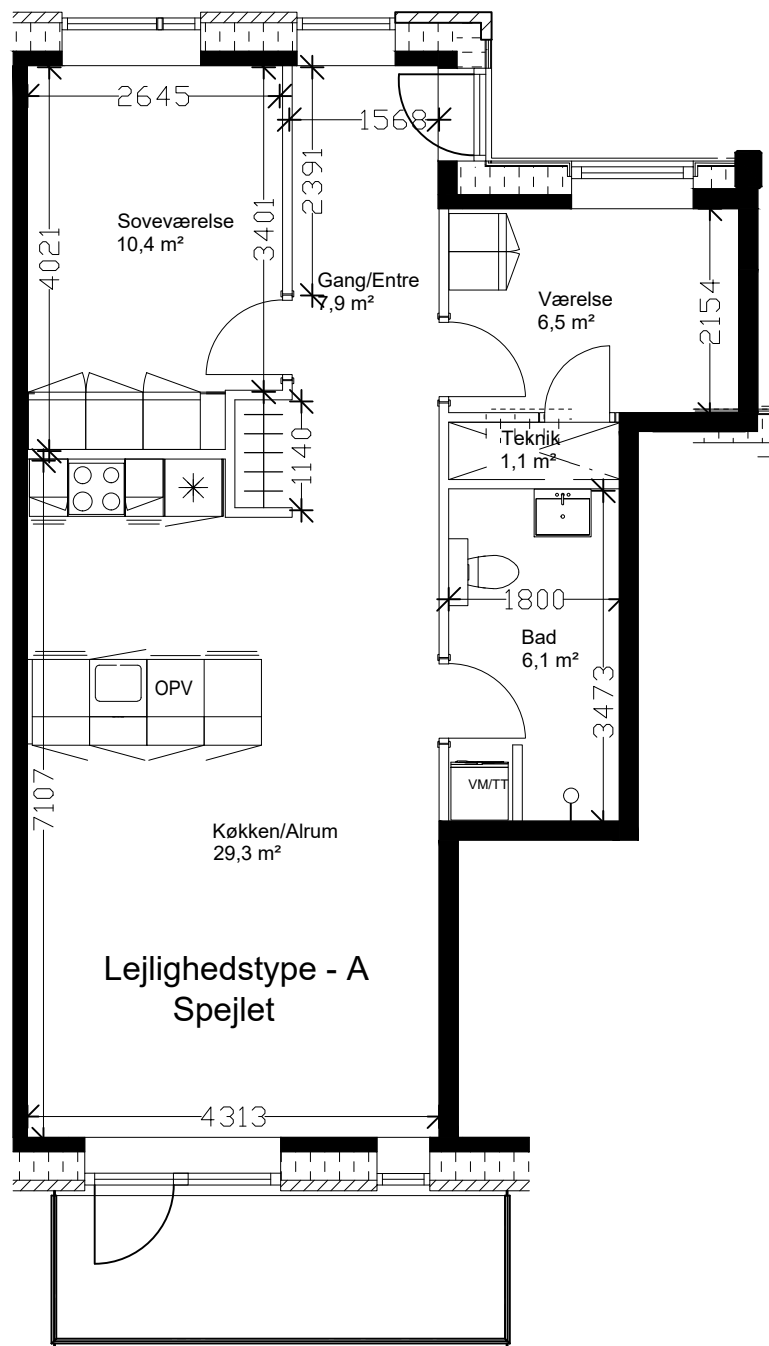 2645
1568
2391
3401
4021
Soveværelse
10,4 m²
Gang/Entre
7,9 m²
Værelse
6,5 m²
2154
1140
Teknik
1,1 m²
1800
Bad
6,1 m²
3473
OPV
VM/TT
7107
Køkken/Alrum
29,3 m²
Lejlighedstype - A
Spejlet
4313